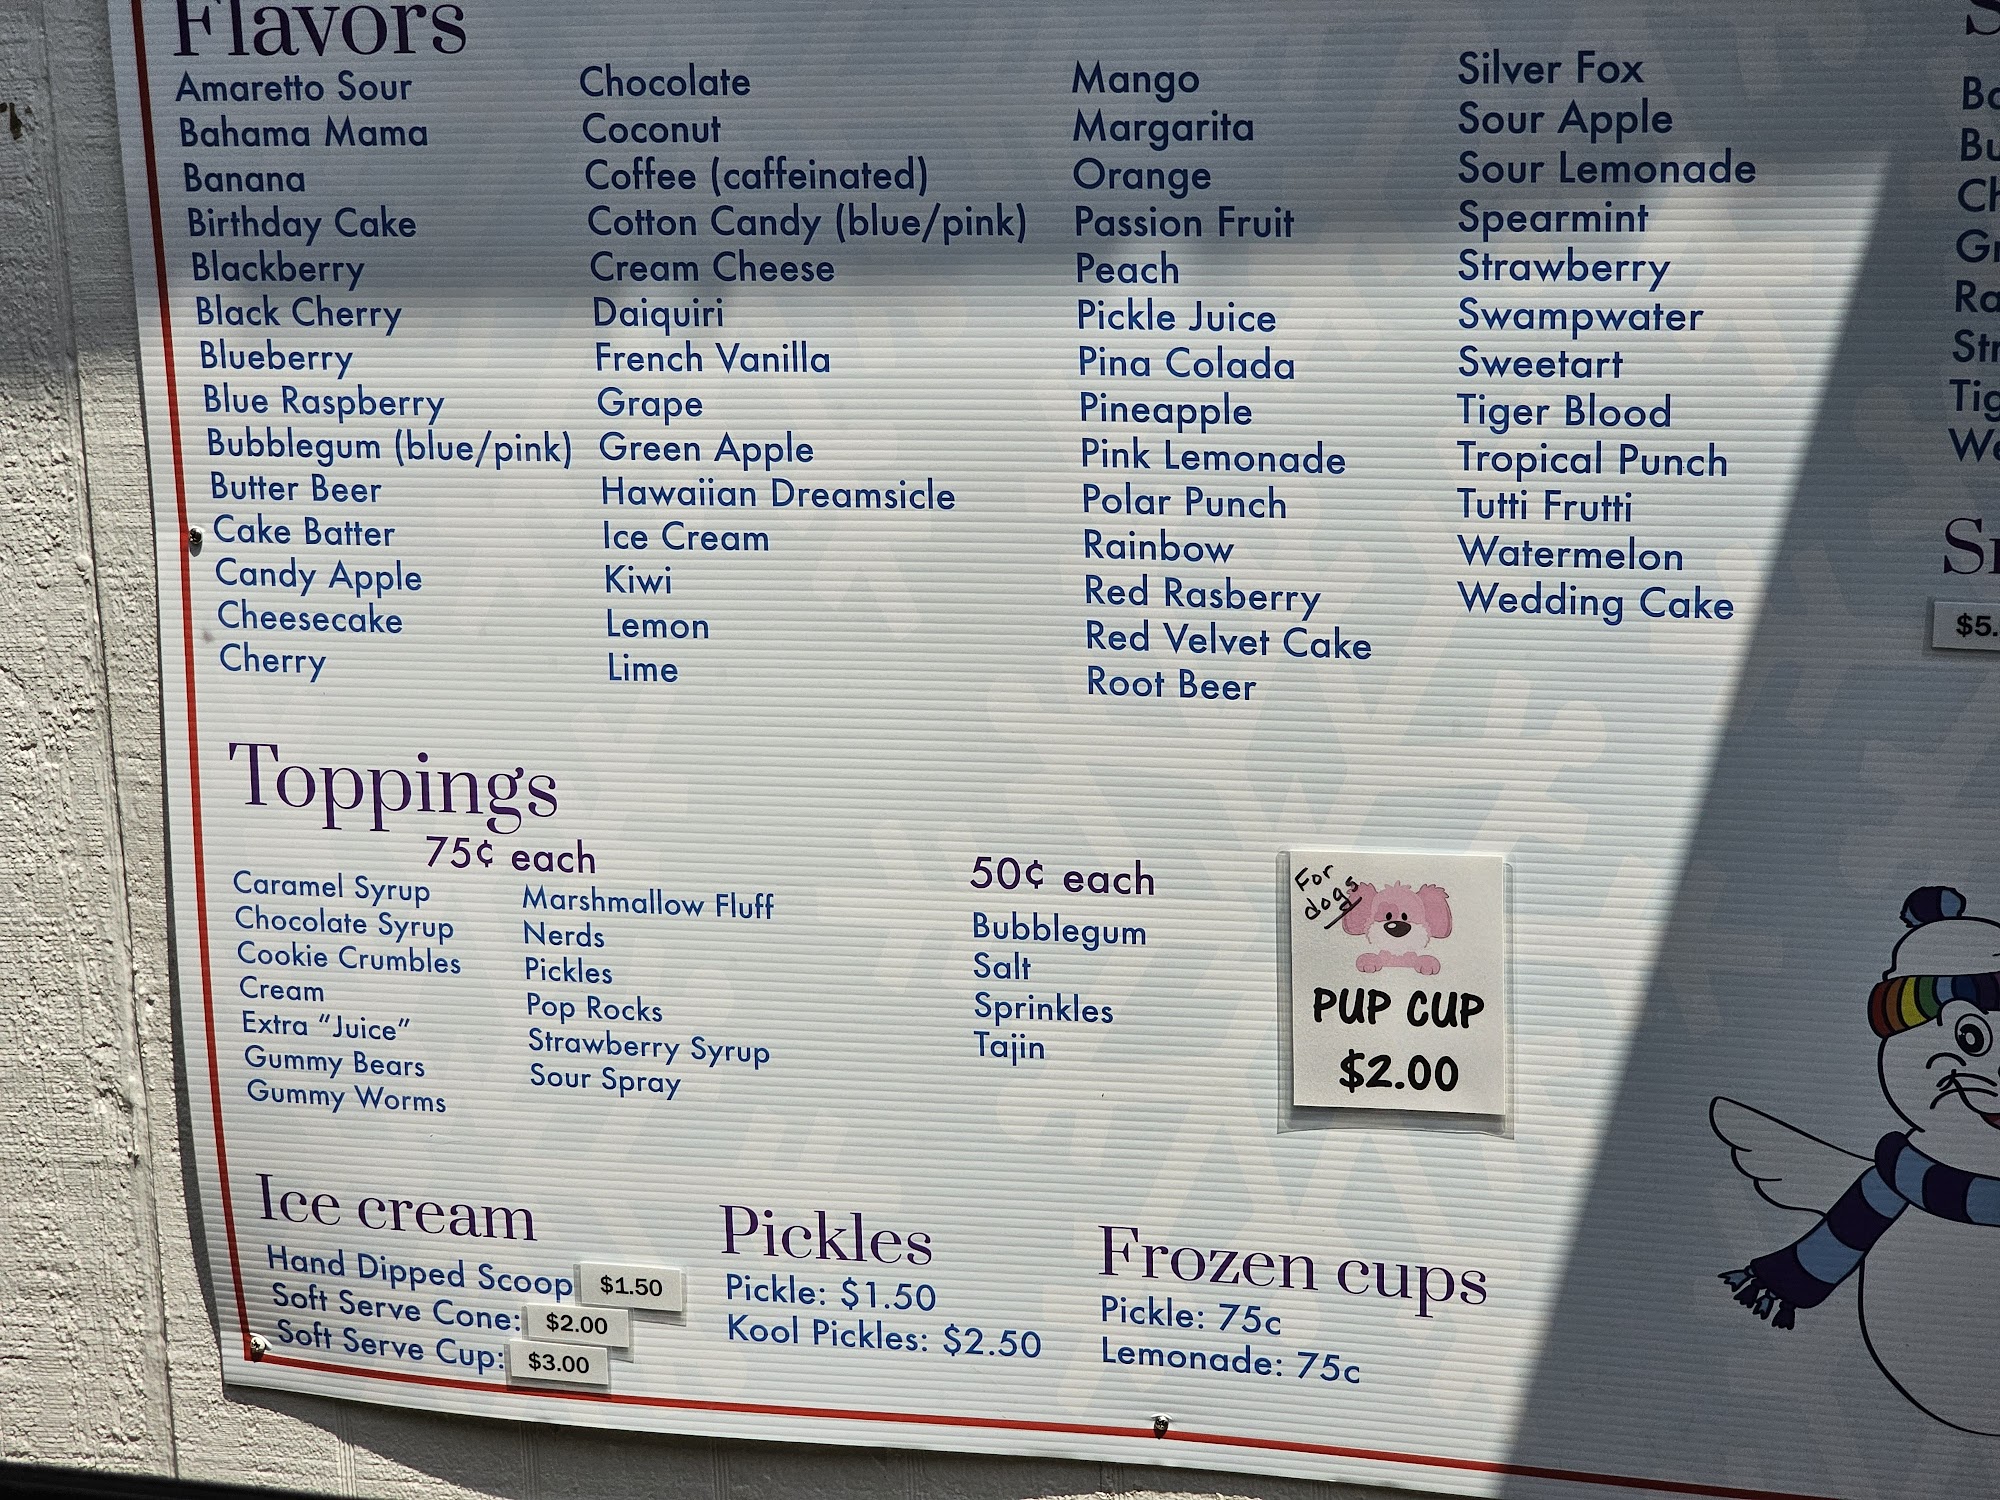 Flavors
Amaretto Sour
Bahama Mama
Banana
Birthday Cake
Blackberry
Black Cherry
Blueberry
Blue Raspberry
Bubblegum (blue/pink)
Butter Beer
Cake Batter
Candy Apple
Cheesecake
Cherry
Chocolate
Coconut
Coffee (caffeinated)
Cotton Candy (blue/pink)
Cream Cheese
Daiquiri
French Vanilla
Grape
Green Apple
Hawaiian Dreamsicle
Ice Cream
Kiwi
Lemon
Lime
Mango
Margarita
Orange
Passion Fruit
Peach
Pickle Juice
Pina Colada
Pineapple
Pink Lemonade
Polar Punch
Rainbow
Red Rasberry
Red Velvet Cake
Root Beer
Silver Fox
Sour Apple
Sour Lemonade
Spearmint
Strawberry
Swampwater
Sweetart
Tiger Blood
Tropical Punch
Tutti Frutti
Watermelon
Wedding Cake
Toppings
75¢ each
Caramel Syrup
Chocolate Syrup
Cookie Crumbles
Cream
Extra "Juice"
Gummy Bears
Gummy Worms
Marshmallow Fluff
Nerds
Pickles
Pop Rocks
Strawberry Syrup
Sour Spray
50¢ each
Bubblegum
Salt
Sprinkles
Tajin
For
dogs
PUP CUP
$2.00
Ice cream
Hand Dipped Scoop $1.50
Soft Serve Cone: $2.00
Soft Serve Cup: $3.00
Pickles
Pickle: $1.50
Kool Pickles: $2.50
Frozen cups
Pickle: 75c
Lemonade: 75c
$5.